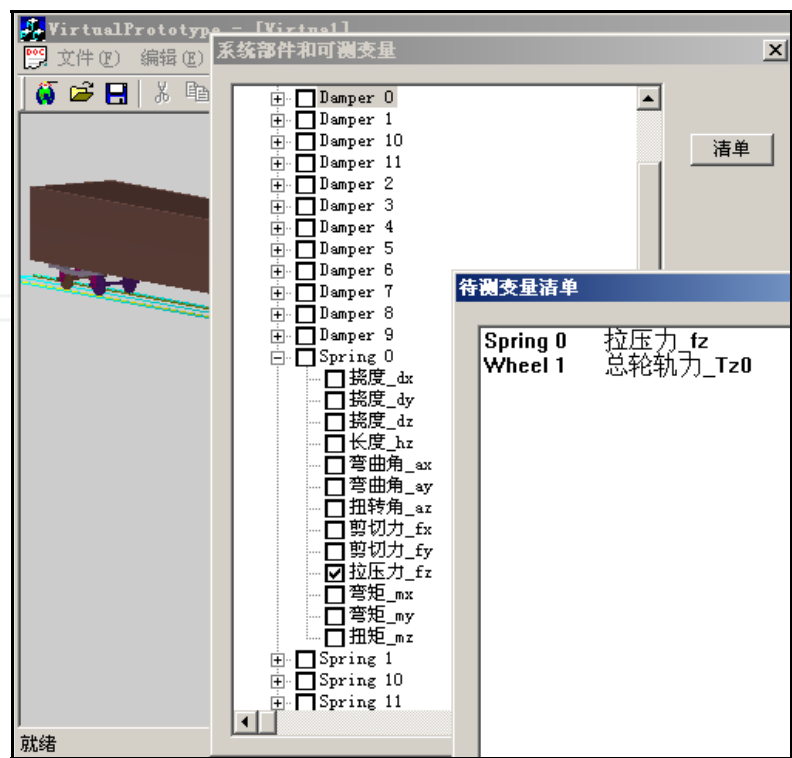 VirtualPrototype - [Virtual]
文件(F) 编辑(E)
系统部件和可测变量
Damper 0
Damper 1
Damper 10
Damper 11
Damper 2
Damper 3
Damper 4
Damper 5
Damper 6
Damper 7
Damper 8
Damper 9
Spring 0
挠度_dx
挠度_dy
挠度_dz
长度_hz
弯曲角_ax
弯曲角_ay
扭转角_az
剪切力_fx
剪切力_fy
拉压力_fz
弯矩_mx
弯矩_my
扭矩_mz
Spring 1
Spring 10
Spring 11
清单
待测变量清单
Spring 0 拉压力_fz
Wheel 1 总轮轨力_Tz0
就绪